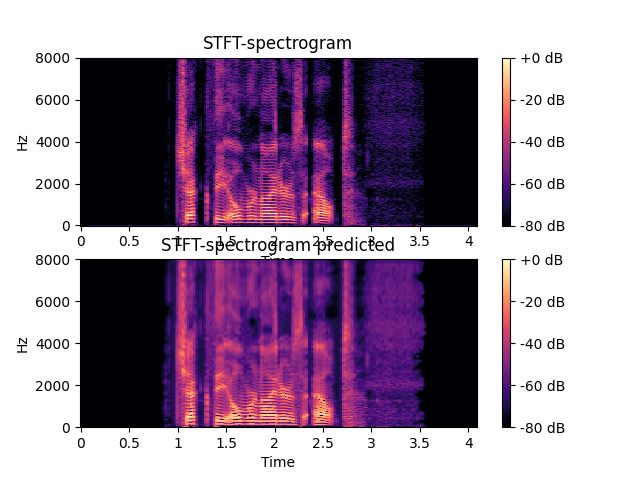 STFT-spectrogram
8000
6000
4000
2000
0
Hz
0 0.5 1 1.5 2 2.5 3 3.5 4
Time
+0 dB
-20 dB
-40 dB
-60 dB
-80 dB
STFT-spectrogram predicted
8000
6000
4000
2000
0
Hz
0 0.5 1 1.5 2 2.5 3 3.5 4
Time
+0 dB
-20 dB
-40 dB
-60 dB
-80 dB